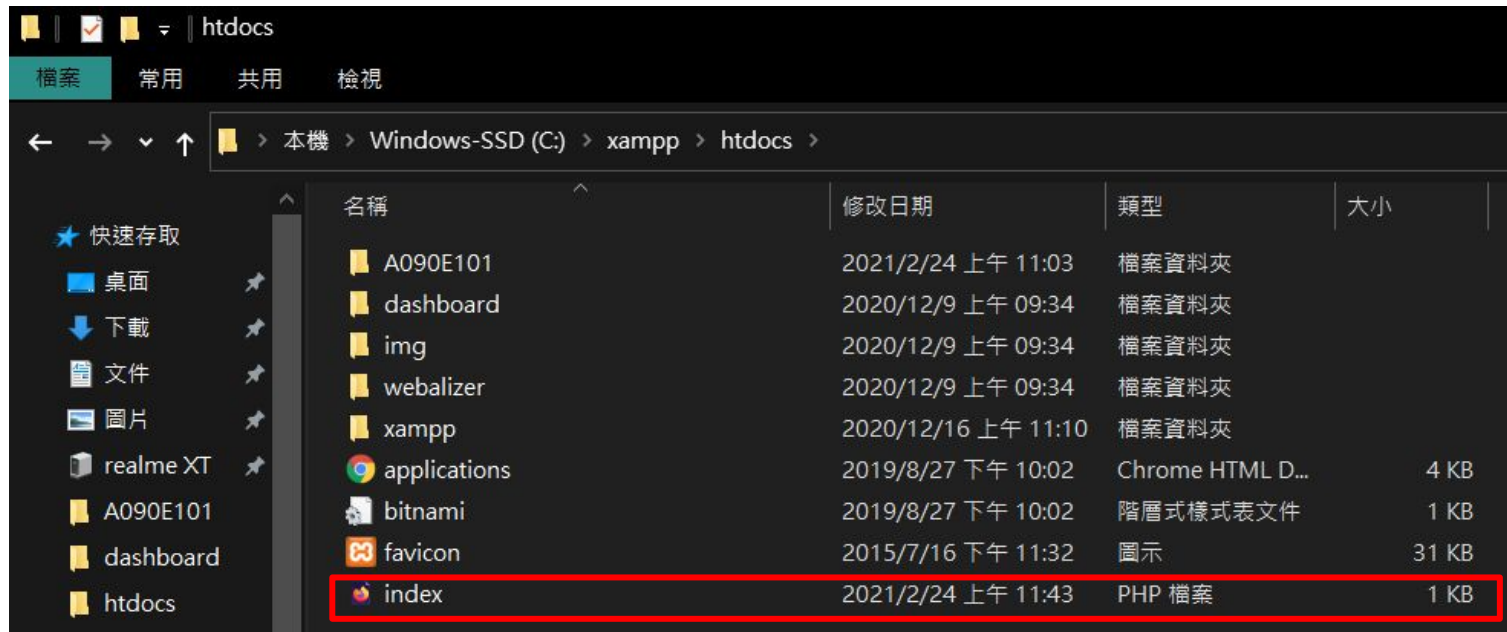 htdocs
檔案 常用 共用 檢視
本機 > Windows-SSD (C:) > xampp > htdocs >
名稱 修改日期 類型 大小
快速存取
桌面
下載
文件
圖片
realme XT
A090E101
dashboard
htdocs
A090E101 2021/2/24 上午 11:03 檔案資料夾
dashboard 2020/12/9 上午 09:34 檔案資料夾
img 2020/12/9 上午 09:34 檔案資料夾
webalizer 2020/12/9 上午 09:34 檔案資料夾
xampp 2020/12/16 上午 11:10 檔案資料夾
applications 2019/8/27 下午 10:02 Chrome HTML D... 4 KB
bitnami 2019/8/27 下午 10:02 階層式樣式表文件 1 KB
favicon 2015/7/16 下午 11:32 圖示 31 KB
index 2021/2/24 上午 11:43 PHP 檔案 1 KB